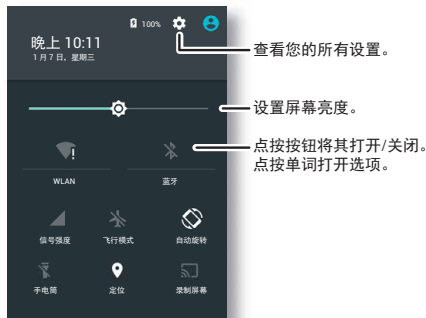 100%
晚上 10:11
1月7日，星期三
查看您的所有设置。
设置屏幕亮度。
点按按钮将其打开/关闭。
点按单词打开选项。
WLAN
蓝牙
信号强度
飞行模式
自动旋转
手电筒
定位
录制屏幕